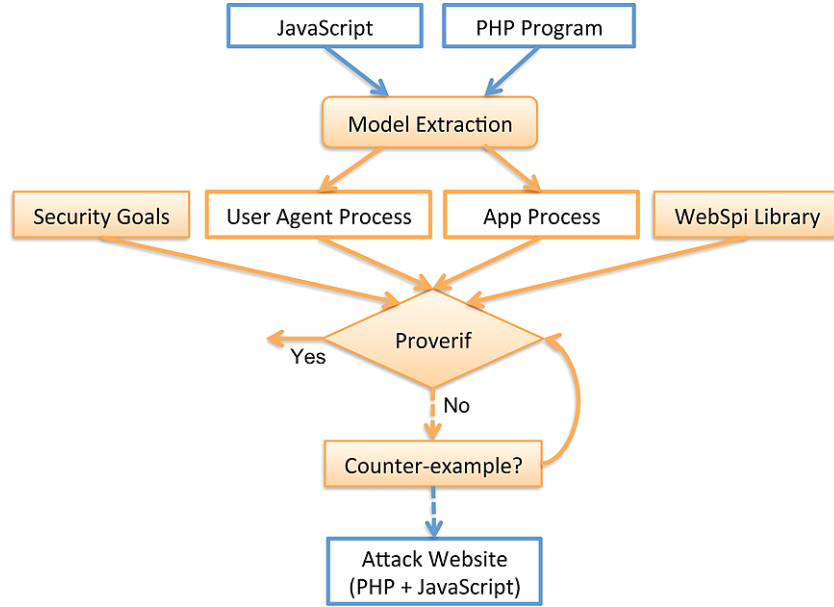 JavaScript
PHP Program
Model Extraction
Security Goals
User Agent Process
App Process
WebSpi Library
Proverif
Yes
No
Counter-example?
Attack Website
(PHP + JavaScript)